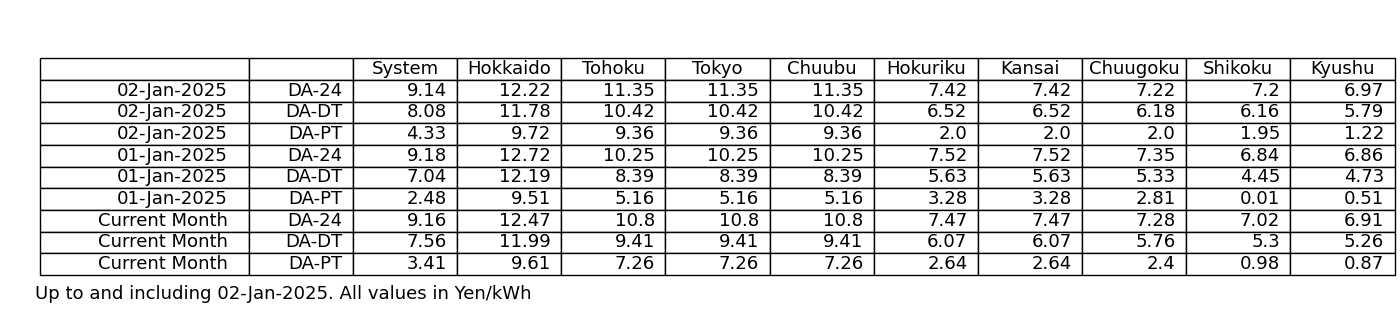 System Hokkaido Tohoku Tokyo Chuubu Hokuriku Kansai Chuugoku Shikoku Kyushu
02-Jan-2025 DA-24 9.14 12.22 11.35 11.35 11.35 7.42 7.42 7.22 7.2 6.97
02-Jan-2025 DA-DT 8.08 11.78 10.42 10.42 10.42 6.52 6.52 6.18 6.16 5.79
02-Jan-2025 DA-PT 4.33 9.72 9.36 9.36 9.36 2.0 2.0 2.0 1.95 1.22
01-Jan-2025 DA-24 9.18 12.72 10.25 10.25 10.25 7.52 7.52 7.35 6.84 6.86
01-Jan-2025 DA-DT 7.04 12.19 8.39 8.39 8.39 5.63 5.63 5.33 4.45 4.73
01-Jan-2025 DA-PT 2.48 9.51 5.16 5.16 5.16 3.28 3.28 2.81 0.01 0.51
Current Month DA-24 9.16 12.47 10.8 10.8 10.8 7.47 7.47 7.28 7.02 6.91
Current Month DA-DT 7.56 11.99 9.41 9.41 9.41 6.07 6.07 5.76 5.3 5.26
Current Month DA-PT 3.41 9.61 7.26 7.26 7.26 2.64 2.64 2.4 0.98 0.87
Up to and including 02-Jan-2025. All values in Yen/kWh